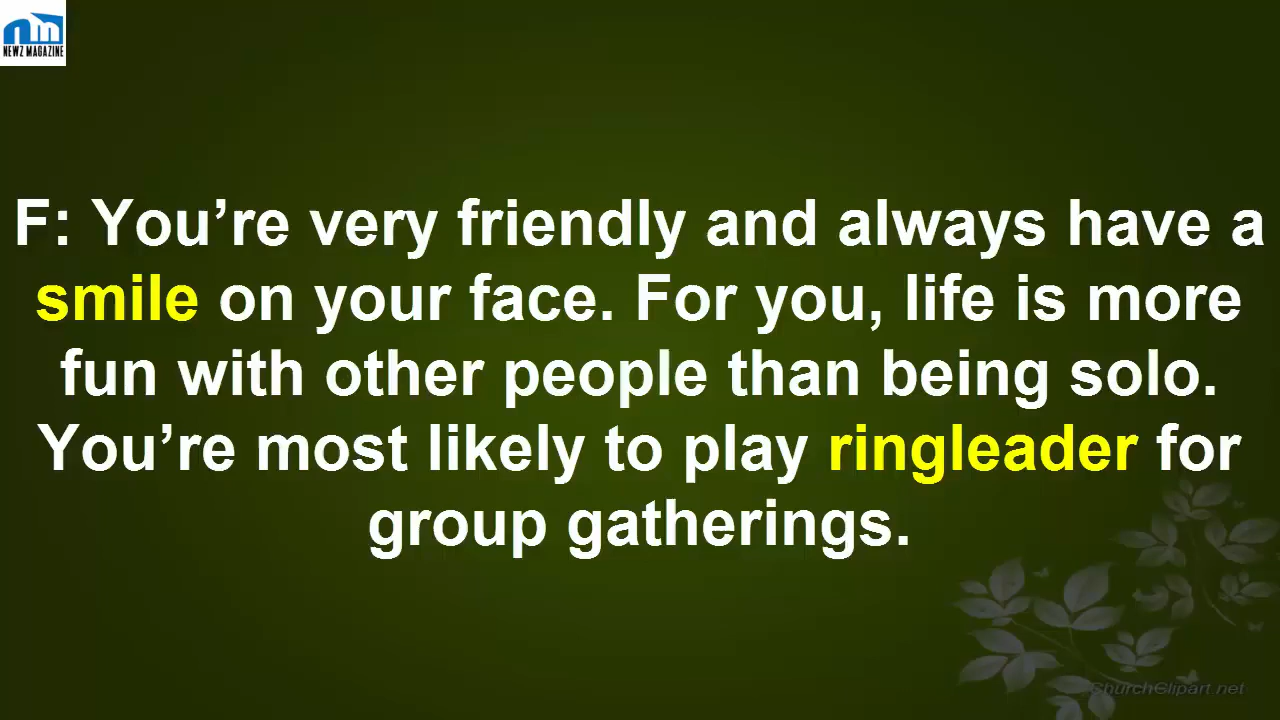 NEWZ MAGAZINE
F: You’re very friendly and always have a
smile on your face. For you, life is more
fun with other people than being solo.
You’re most likely to play ringleader for
group gatherings.
ChurchClipart.net